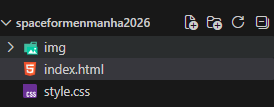 spaceformenmanha2026
img
index.html
style.css